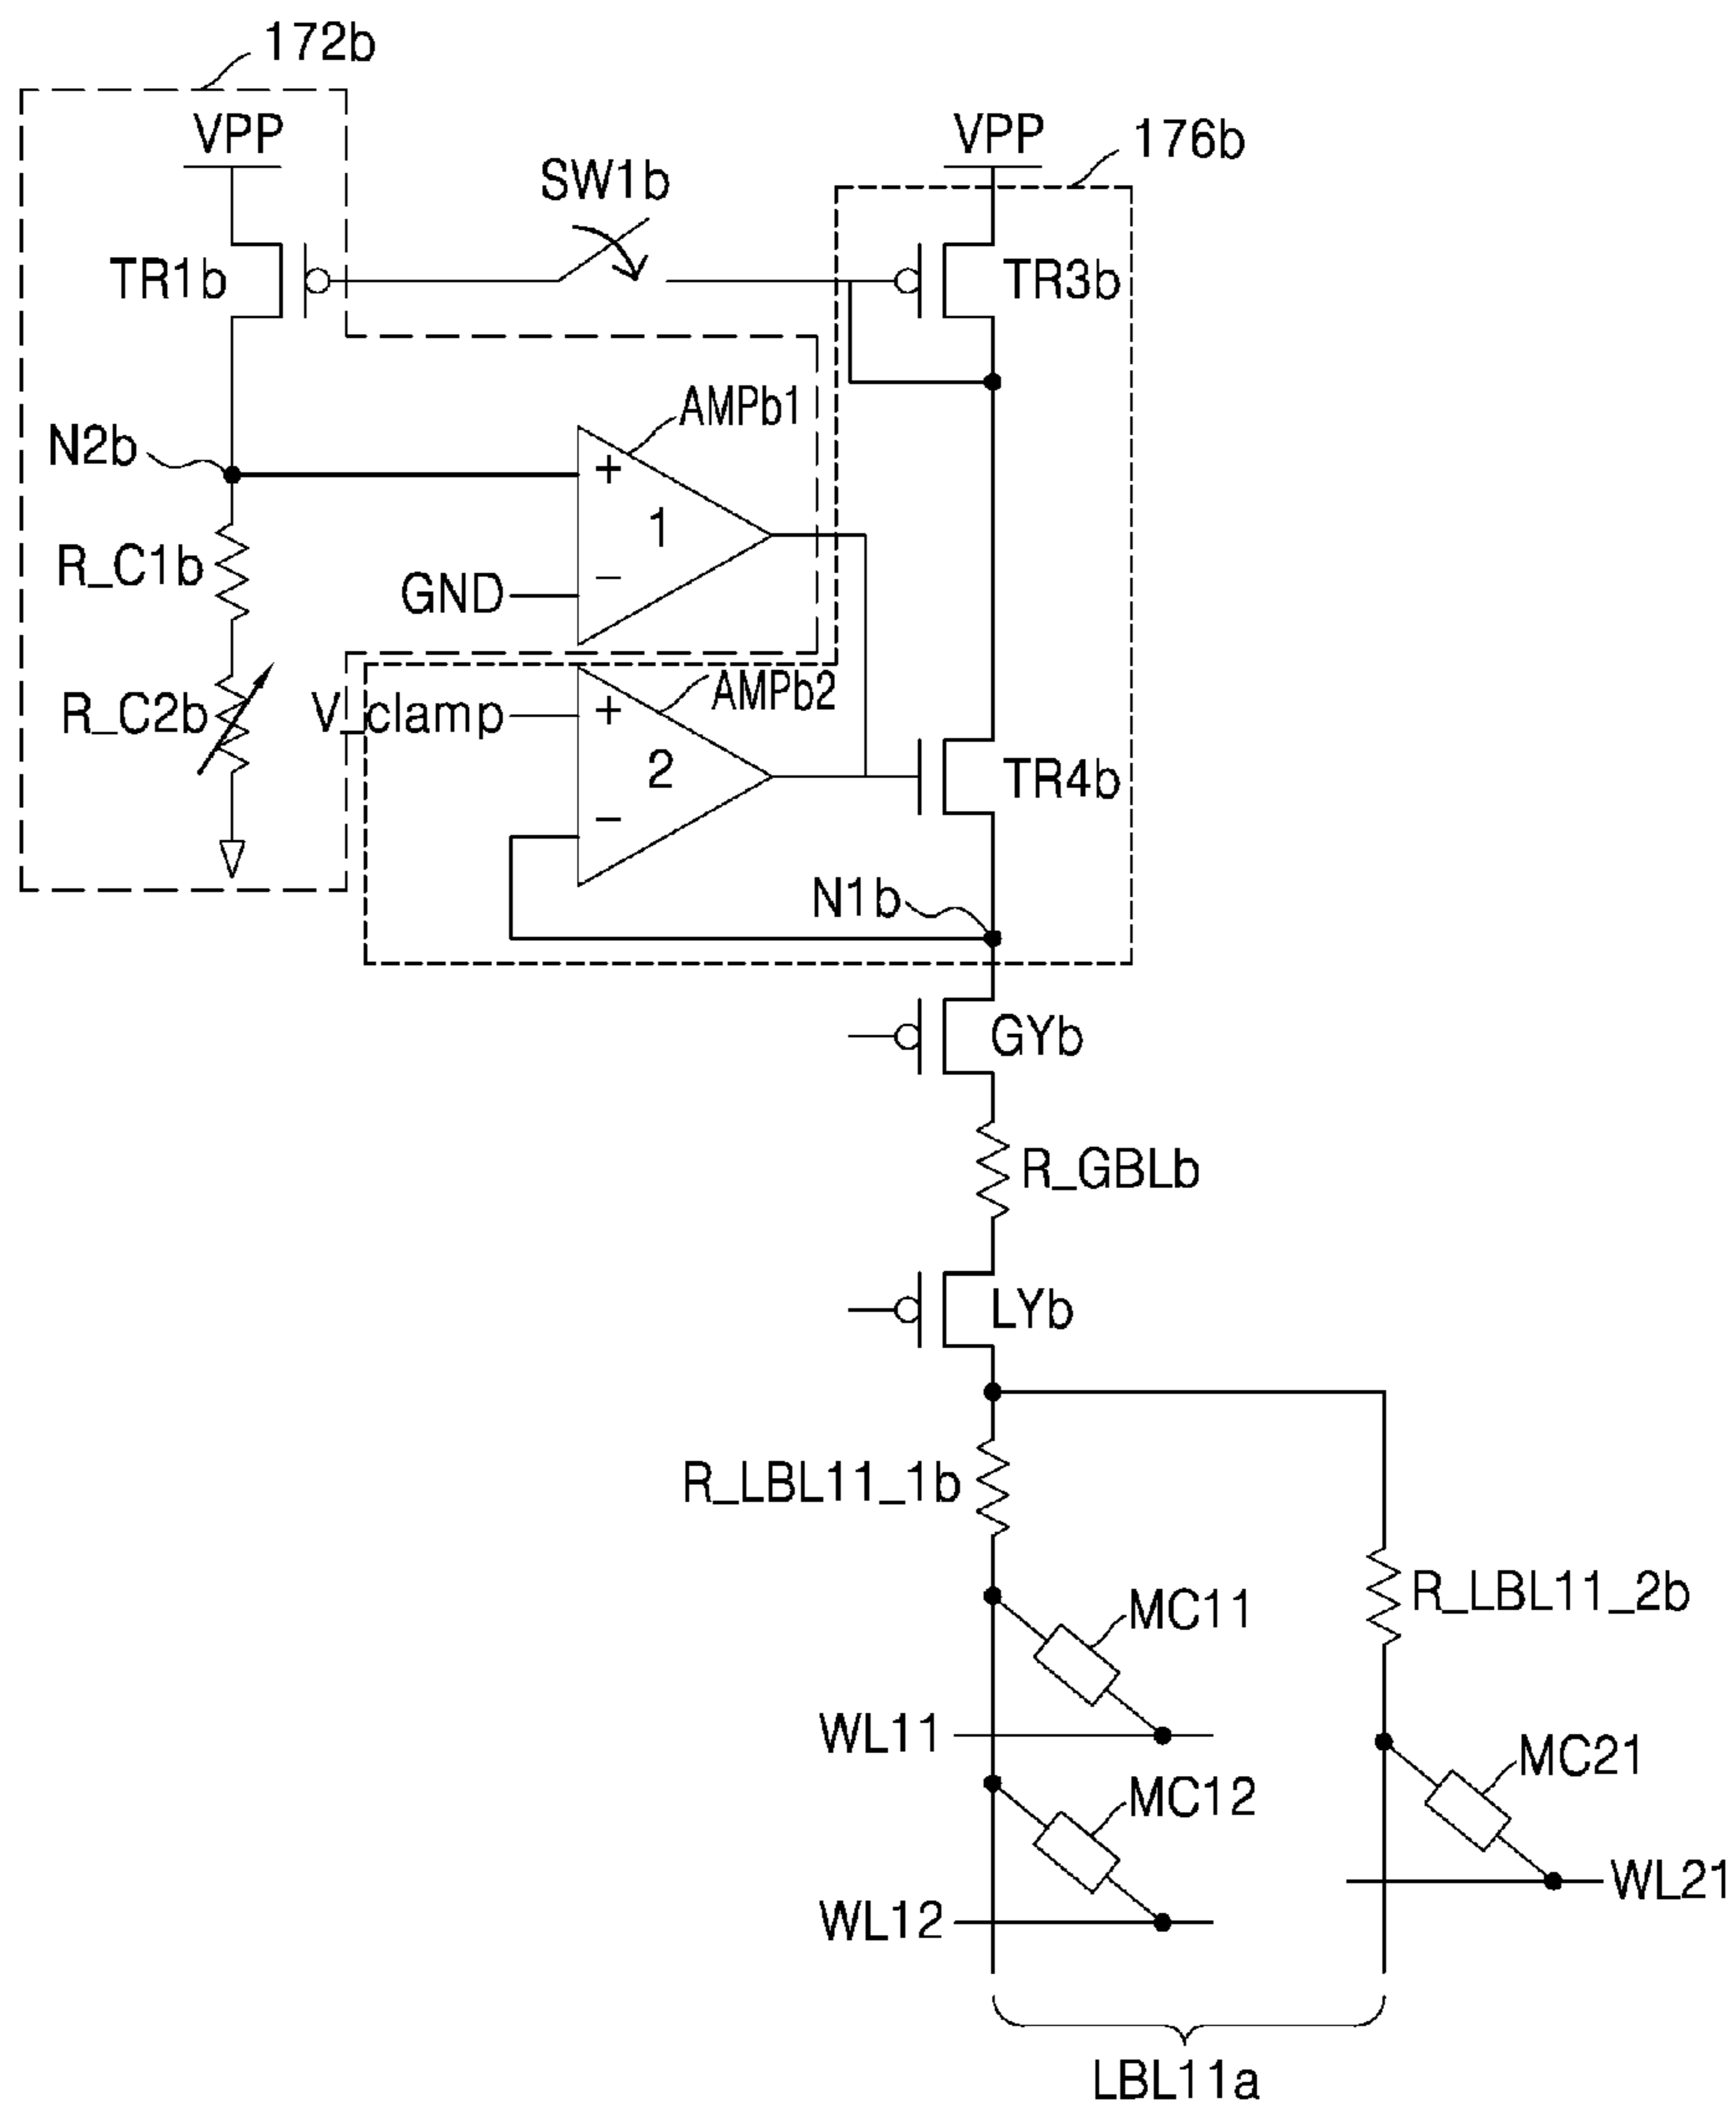 172b
VPP
VPP
176b
SW1b
TR1b
TR3b
AMPb1
N2b
+
1
R_C1b
−
GND
AMPb2
R_C2b
V_clamp
+
2
TR4b
−
N1b
GYb
R_GBLb
LYb
R_LBL11_1b
R_LBL11_2b
MC11
WL11
MC21
MC12
WL21
WL12
LBL11a